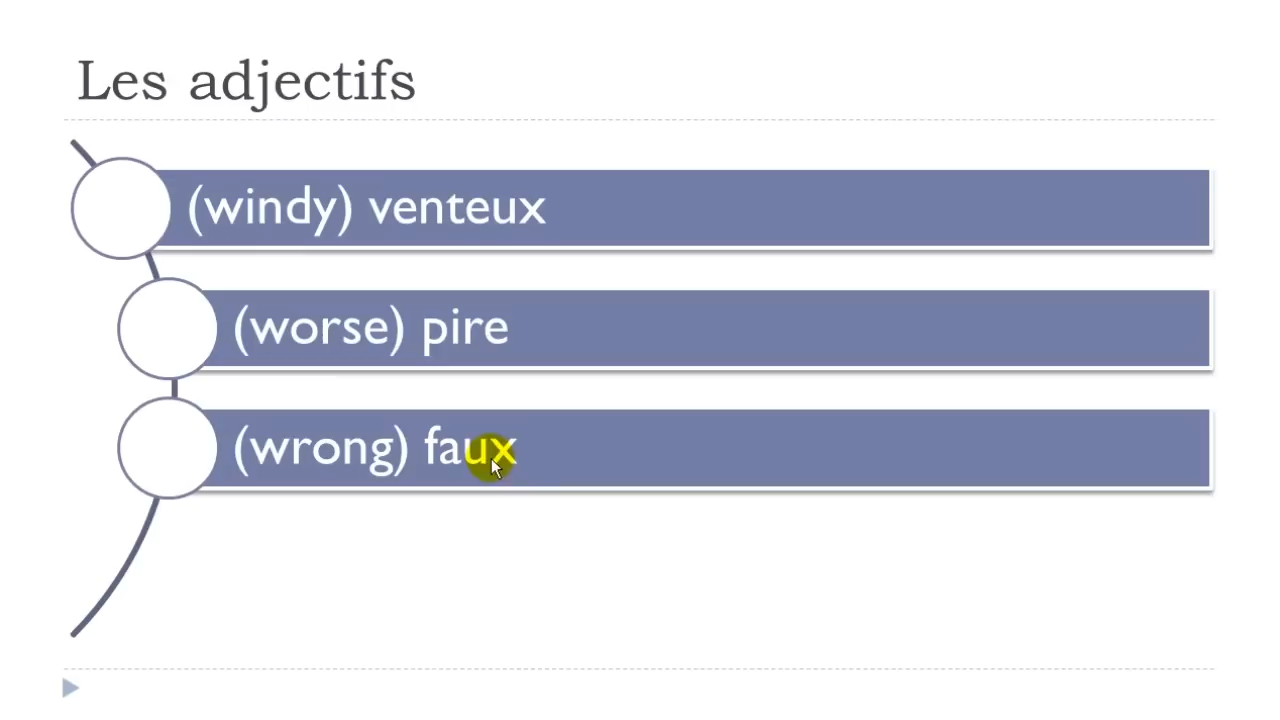 Les adjectifs
(windy) venteux
(worse) pire
(wrong) faux